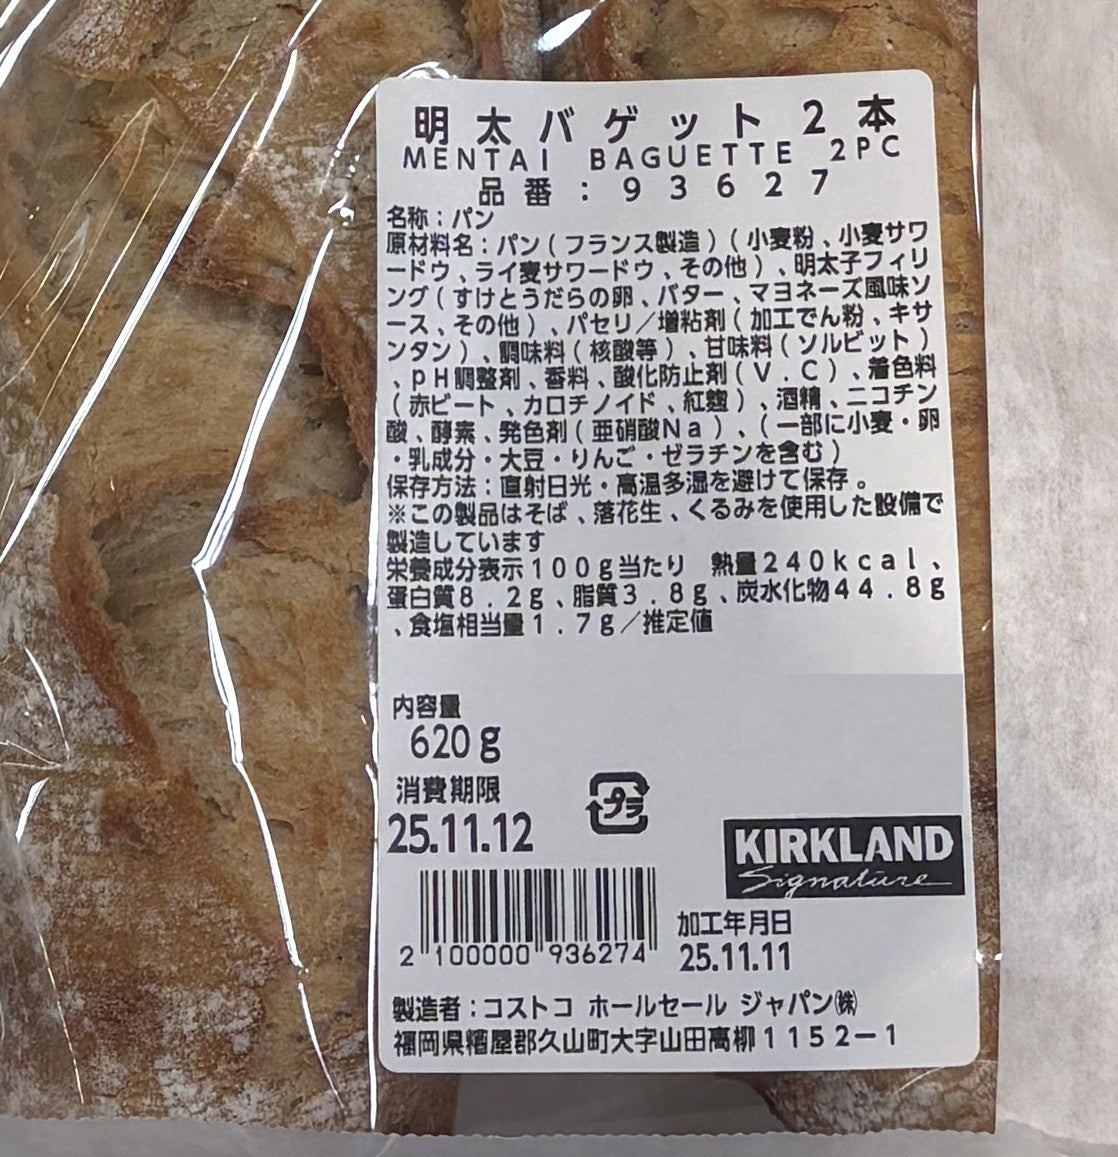 明太バゲット2本
MENTAI BAGUETTE 2PC
品番:93627
名称:パン
原材料名:パン(フランス製造)(小麦粉、小麦サワ
ードウ、ライ麦サワードウ、その他)、明太子フィリ
ング(すけとうだらの卵、バター、マヨネーズ風味ソ
ース、その他)、パセリ/増粘剤(加工でん粉、キサ
ンタン)、調味料(核酸等)、甘味料(ソルビット)
、pH調整剤、香料、酸化防止剤(V.C)、着色料
(赤ビート、カロチノイド、紅麹)、酒精、ニコチン
酸、酵素、発色剤(亜硝酸Na)、(一部に小麦・卵
・乳成分・大豆・りんご・ゼラチンを含む)
保存方法:直射日光・高温多湿を避けて保存。
※この製品はそば、落花生、くるみを使用した設備で
製造しています
栄養成分表示100g当たり 熱量240kcal、
蛋白質8.2g、脂質3.8g、炭水化物44.8g
、食塩相当量1.7g/推定値
内容量
620g
消費期限
25.11.12
プラ
KIRKLAND
Signature
加工年月日
25.11.11
2 100000 936274
製造者:コストコ ホールセール ジャパン㈱
福岡県糟屋郡久山町大字山田高柳1152-1